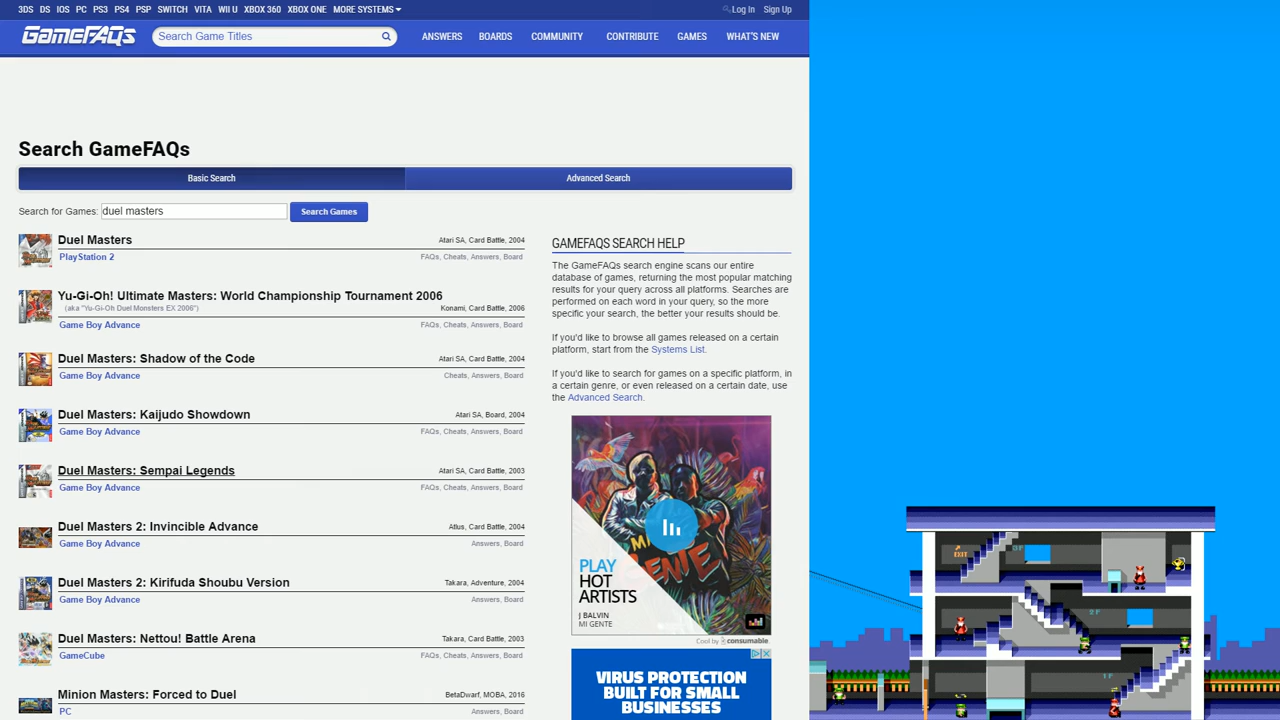 3DS DS IOS PC PS3 PS4 PSP SWITCH VITA WII U XBOX 360 XBOX ONE MORE SYSTEMS
Log In Sign Up
GameFAQs
Search Game Titles
ANSWERS BOARDS COMMUNITY CONTRIBUTE GAMES WHAT'S NEW
Search GameFAQs
Basic Search
Advanced Search
Search for Games: duel masters Search Games
Duel Masters
Atari SA, Card Battle, 2004
PlayStation 2
FAQs, Cheats, Answers, Board
Yu-Gi-Oh! Ultimate Masters: World Championship Tournament 2006
(aka "Yu-Gi-Oh Duel Monsters EX 2006")
Konami, Card Battle, 2006
Game Boy Advance
FAQs, Cheats, Answers, Board
Duel Masters: Shadow of the Code
Atari SA, Card Battle, 2004
Game Boy Advance
Cheats, Answers, Board
Duel Masters: Kaijudo Showdown
Atari SA, Board, 2004
Game Boy Advance
FAQs, Cheats, Answers, Board
Duel Masters: Sempai Legends
Atari SA, Card Battle, 2003
Game Boy Advance
FAQs, Cheats, Answers, Board
Duel Masters 2: Invincible Advance
Atlus, Card Battle, 2004
Game Boy Advance
Answers, Board
Duel Masters 2: Kirifuda Shoubu Version
Takara, Adventure, 2004
Game Boy Advance
Answers, Board
Duel Masters: Nettou! Battle Arena
Takara, Card Battle, 2003
GameCube
FAQs, Cheats, Answers, Board
Minion Masters: Forced to Duel
BetaDwarf, MOBA, 2016
PC
Answers, Board
GAMEFAQS SEARCH HELP
The GameFAQs search engine scans our entire
database of games, returning the most popular matching
results for your query across all platforms. Searches are
performed on each word in your query, so the more
specific your search, the better your results should be.
If you'd like to browse all games released on a certain
platform, start from the Systems List.
If you'd like to search for games on a specific platform, in
a certain genre, or even released on a certain date, use
the Advanced Search.
PLAY
HOT
ARTISTS
J BALVIN
MI GENTE
Cool by consumable
VIRUS PROTECTION
BUILT FOR SMALL
BUSINESSES
EXIT
3F
2F
1F